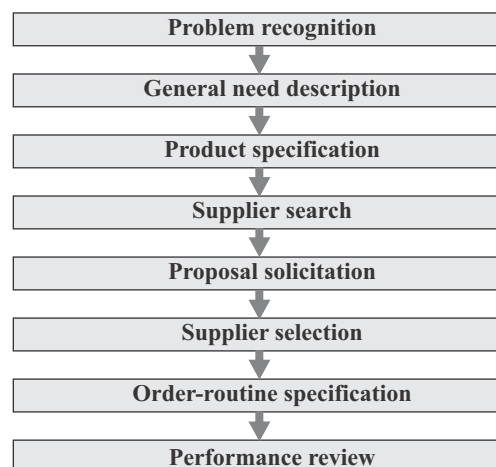 Problem recognition
General need description
Product specification
Supplier search
Proposal solicitation
Supplier selection
Order-routine specification
Performance review